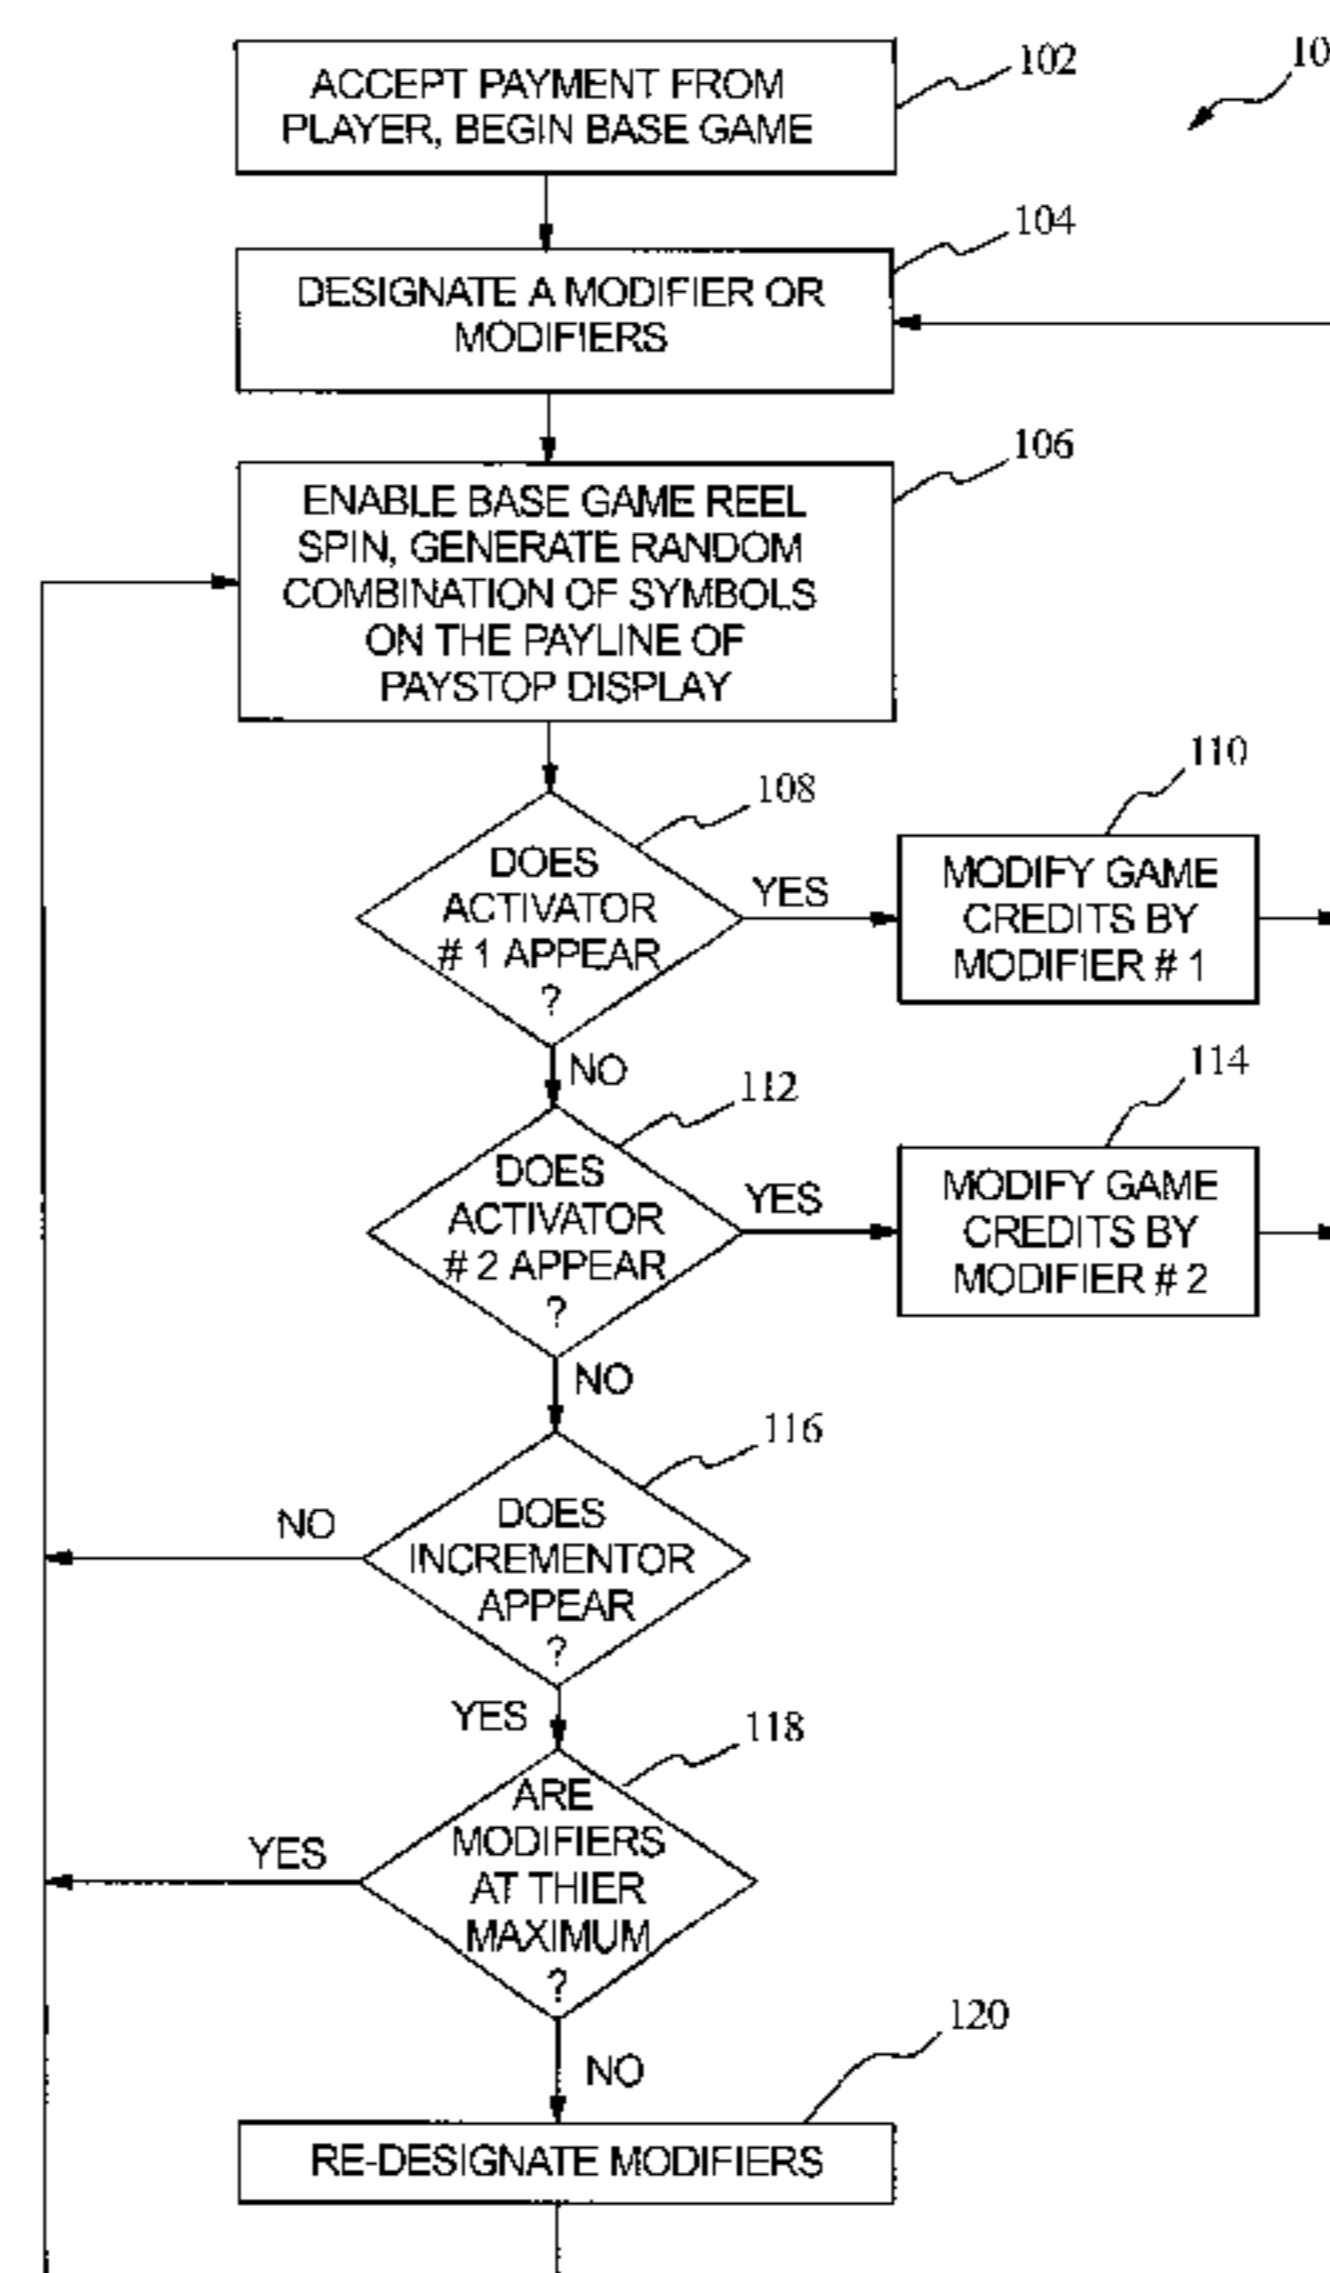 102
10
ACCEPT PAYMENT FROM
PLAYER, BEGIN BASE GAME
104
DESIGNATE A MODIFIER OR
MODIFIERS
106
ENABLE BASE GAME REEL
SPIN, GENERATE RANDOM
COMBINATION OF SYMBOLS
ON THE PAYLINE OF
PAYSTOP DISPLAY
108
DOES
ACTIVATOR
# 1 APPEAR
?
YES
110
MODIFY GAME
CREDITS BY
MODIFIER # 1
NO
112
DOES
ACTIVATOR
# 2 APPEAR
?
YES
114
MODIFY GAME
CREDITS BY
MODIFIER # 2
NO
116
DOES
INCREMENTOR
APPEAR
?
NO
YES
118
ARE
MODIFIERS
AT THIER
MAXIMUM
?
YES
NO
120
RE-DESIGNATE MODIFIERS